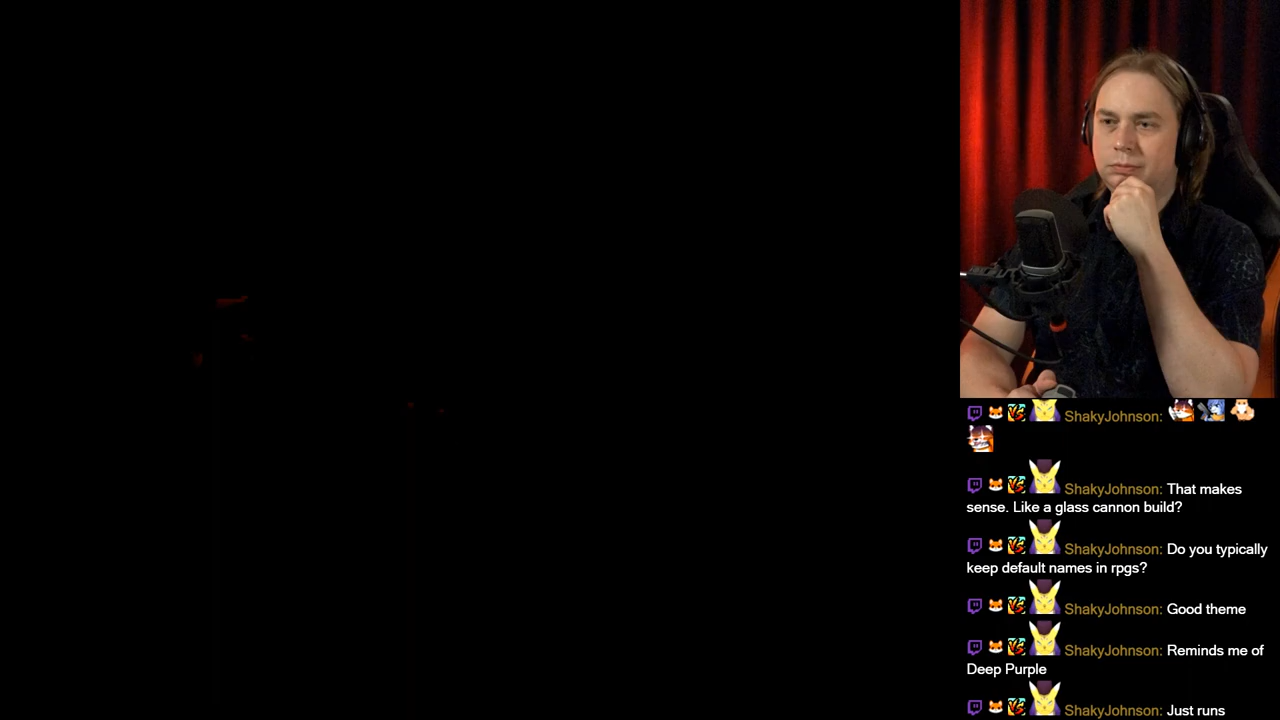 ShakyJohnson:
ShakyJohnson: That makes
sense. Like a glass cannon build?
ShakyJohnson: Do you typically
keep default names in rpgs?
ShakyJohnson: Good theme
ShakyJohnson: Reminds me of
Deep Purple
ShakyJohnson: Just runs